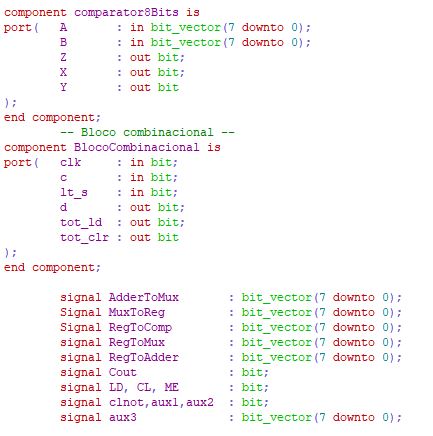 component comparator8Bits is
port( A : in bit_vector(7 downto 0);
B : in bit_vector(7 downto 0);
Z : out bit;
X : out bit;
Y : out bit
);
end component;
-- Bloco combinacional --
component BlocoCombinacional is
port( clk : in bit;
c : in bit;
lt_s : in bit;
d : out bit;
tot_ld : out bit;
tot_clr : out bit
);
end component;
signal AdderToMux : bit_vector(7 downto 0);
signal MuxToReg : bit_vector(7 downto 0);
Signal RegToComp : bit_vector(7 downto 0);
signal RegToMux : bit_vector(7 downto 0);
signal RegToAdder : bit_vector(7 downto 0);
signal Cout : bit;
signal LD, CL, ME : bit;
signal clnot,aux1,aux2 : bit;
signal aux3 : bit_vector(7 downto 0);